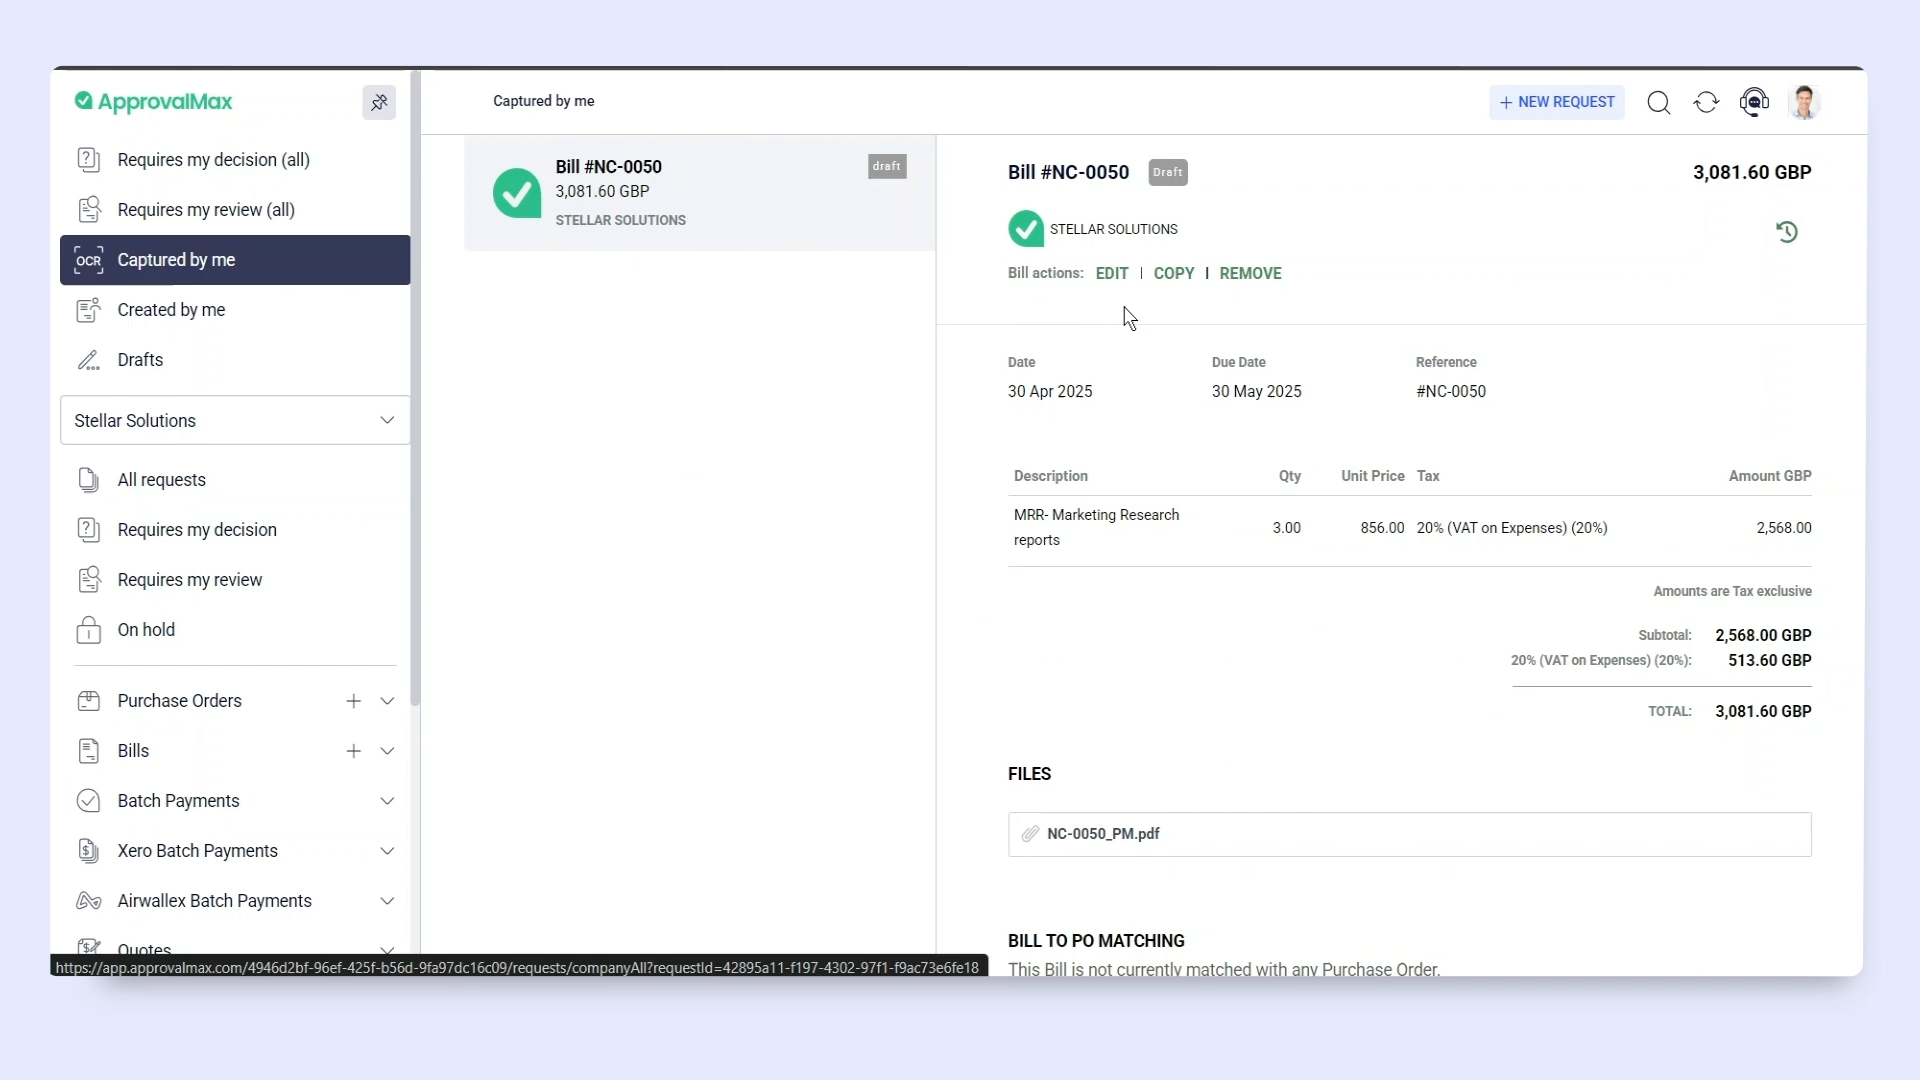 ApprovalMax
Requires my decision (all)
Requires my review (all)
OCR Captured by me
Created by me
Drafts
Stellar Solutions
All requests
Requires my decision
Requires my review
On hold
Purchase Orders
Bills
Batch Payments
Xero Batch Payments
Airwallex Batch Payments
Quotes
https://app.approvalmax.com/4946d2bf-96ef-425f-b56d-9fa97dc16c09/requests/companyAll?requestId=42895a11-f197-4302-97f1-f9ac73e6fe18
Captured by me
+ NEW REQUEST
Bill #NC-0050 draft
3,081.60 GBP
STELLAR SOLUTIONS
Bill #NC-0050 Draft 3,081.60 GBP
STELLAR SOLUTIONS
Bill actions: EDIT | COPY | REMOVE
Date Due Date Reference
30 Apr 2025 30 May 2025 #NC-0050
Description Qty Unit Price Tax Amount GBP
MRR- Marketing Research
reports 3.00 856.00 20% (VAT on Expenses) (20%) 2,568.00
Amounts are Tax exclusive
Subtotal: 2,568.00 GBP
20% (VAT on Expenses) (20%): 513.60 GBP
TOTAL: 3,081.60 GBP
FILES
NC-0050_PM.pdf
BILL TO PO MATCHING
This Bill is not currently matched with any Purchase Order.